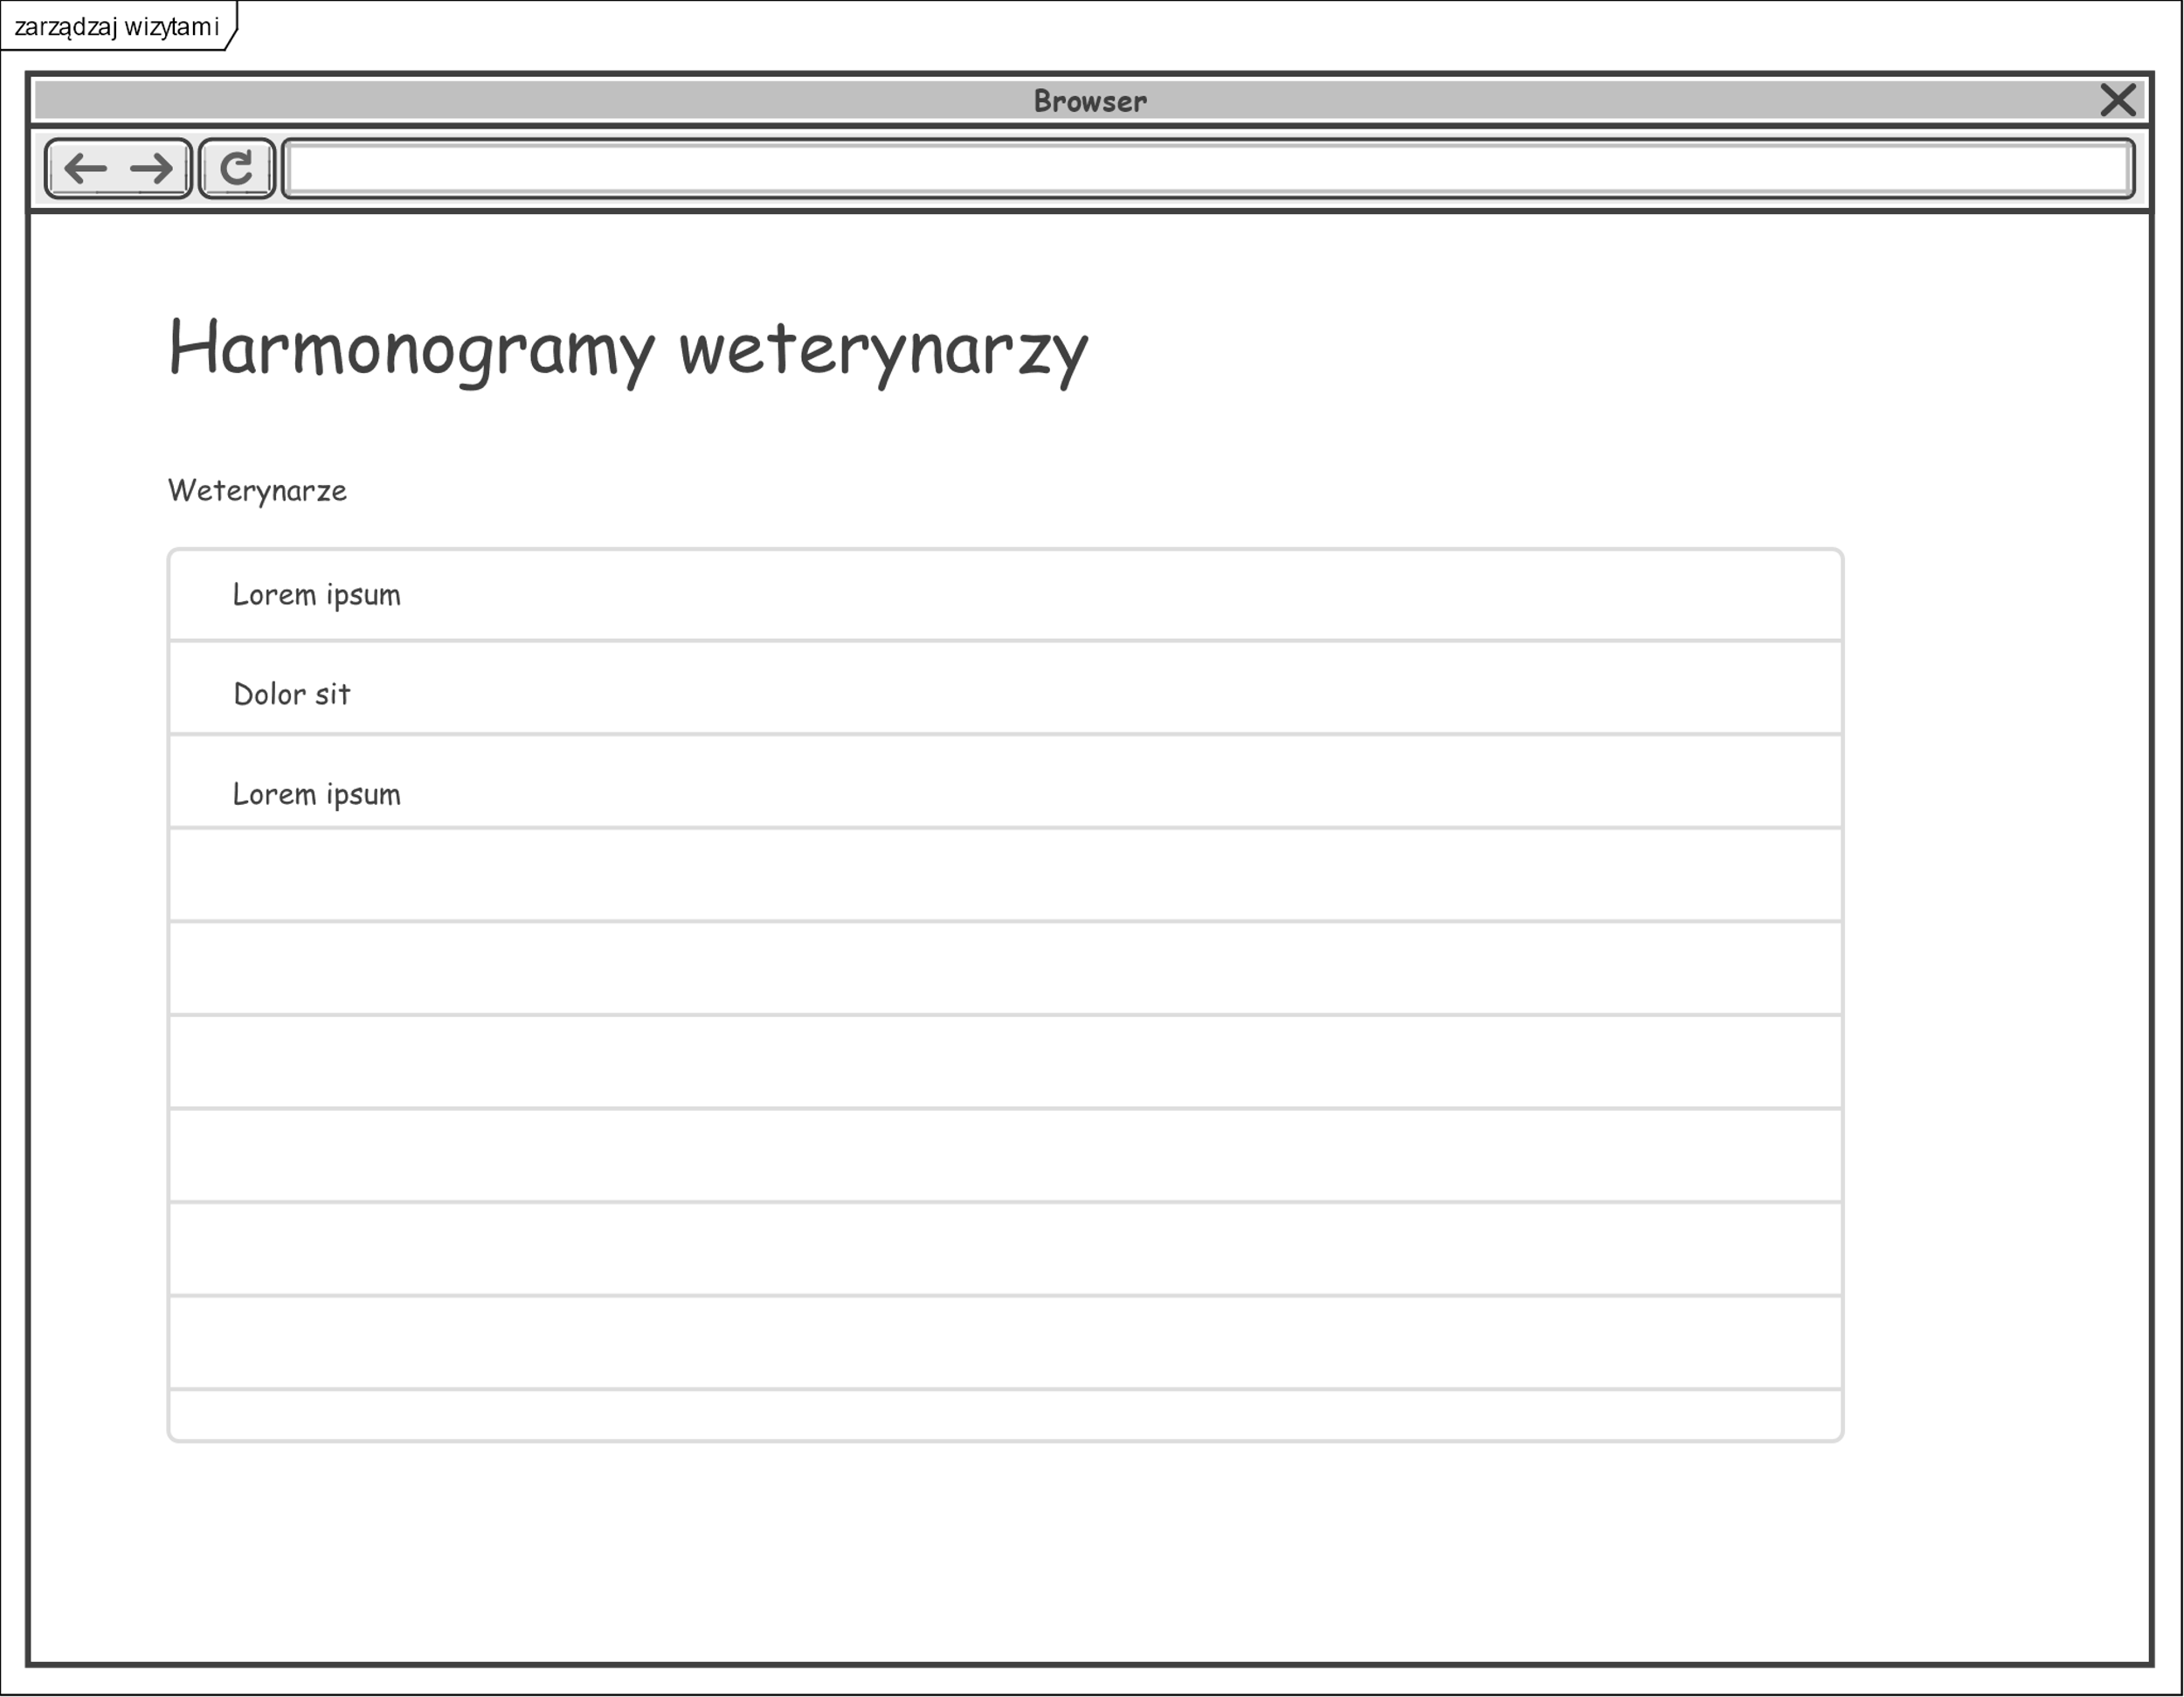 zarządzaj wizytami
Browser
Harmonogramy weterynarzy
Weterynarze
Lorem ipsum
Dolor sit
Lorem ipsum